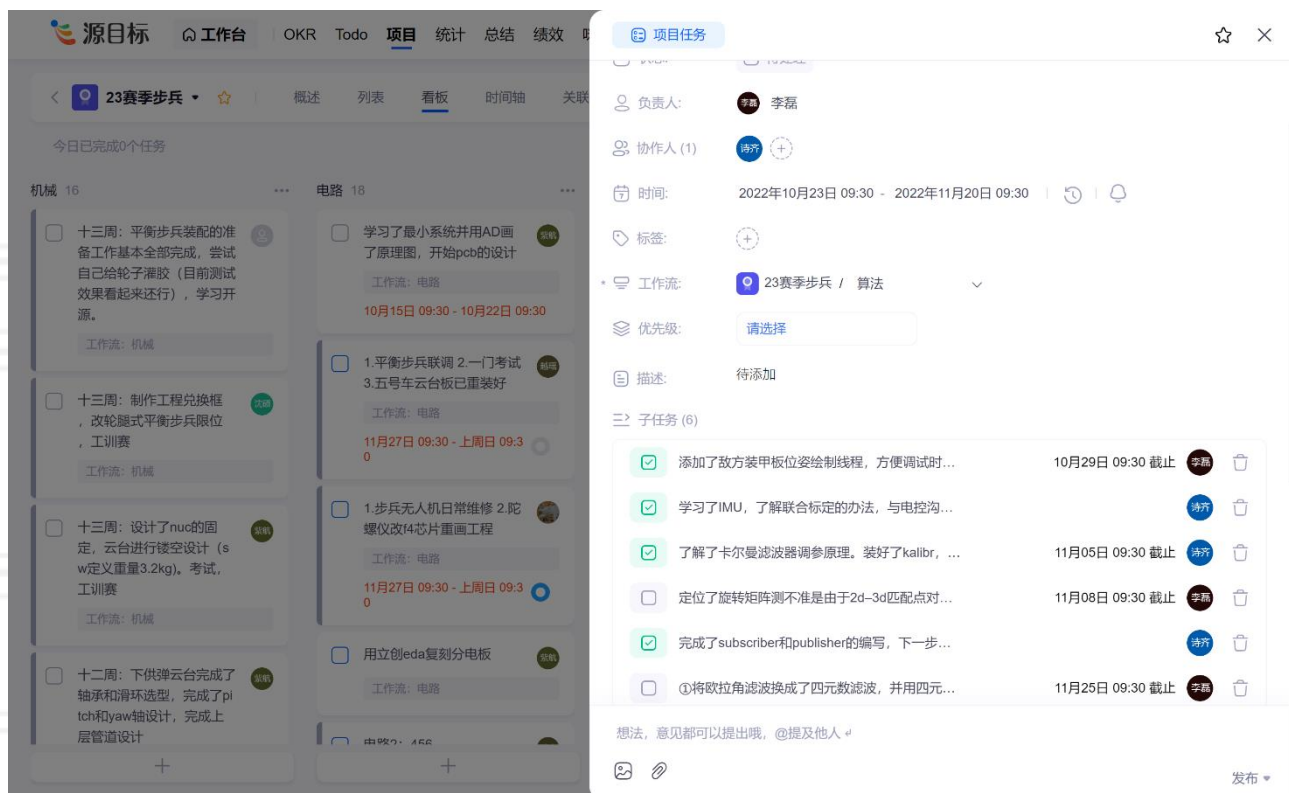 源目标
工作台
OKR Todo 项目 统计 总结 绩效
23赛季步兵
概述 列表 看板 时间轴 关联
今日已完成0个任务
机械 16
十三周：平衡步兵装配的准
备工作基本全部完成，尝试
自己给轮子灌胶（目前测试
效果看起来还行），学习开
源。
工作流：机械
十三周：制作工程兑换框
，改轮腿式平衡步兵限位
，工训赛
沈硕
工作流：机械
十三周：设计了nuc的固
定，云台进行镂空设计（s
w定义重量3.2kg)。考试，
工训赛
紫航
工作流：机械
十二周：下供弹云台完成了
轴承和滑环选型，完成了pi
tch和yaw轴设计，完成上
层管道设计
紫航
电路 18
学习了最小系统并用AD画
了原理图，开始pcb的设计
紫航
工作流：电路
10月15日 09:30 - 10月22日 09:30
1.平衡步兵联调 2.一门考试
3.五号车云台板已重装好
工作流：电路
11月27日 09:30 - 上周日 09:3
0
1.步兵无人机日常维修 2.陀
螺仪改f4芯片重画工程
工作流：电路
11月27日 09:30 - 上周日 09:3
0
用立创eda复刻分电板
紫航
工作流：电路
电路2：456
项目任务
状态: 待处理
负责人: 李磊 李磊
协作人 (1) 诗齐
时间: 2022年10月23日 09:30 - 2022年11月20日 09:30
标签:
工作流: 23赛季步兵 / 算法
优先级: 请选择
描述: 待添加
子任务 (6)
添加了敌方装甲板位姿绘制线程，方便调试时… 10月29日 09:30 截止 李磊
学习了IMU，了解联合标定的办法，与电控沟… 诗齐
了解了卡尔曼滤波器调参原理。装好了kalibr，… 11月05日 09:30 截止 诗齐
定位了旋转矩阵测不准是由于2d–3d匹配点对… 11月08日 09:30 截止 李磊
完成了subscriber和publisher的编写，下一步… 诗齐
①将欧拉角滤波换成了四元数滤波，并用四元… 11月25日 09:30 截止 李磊
想法，意见都可以提出哦，@提及他人↲
发布